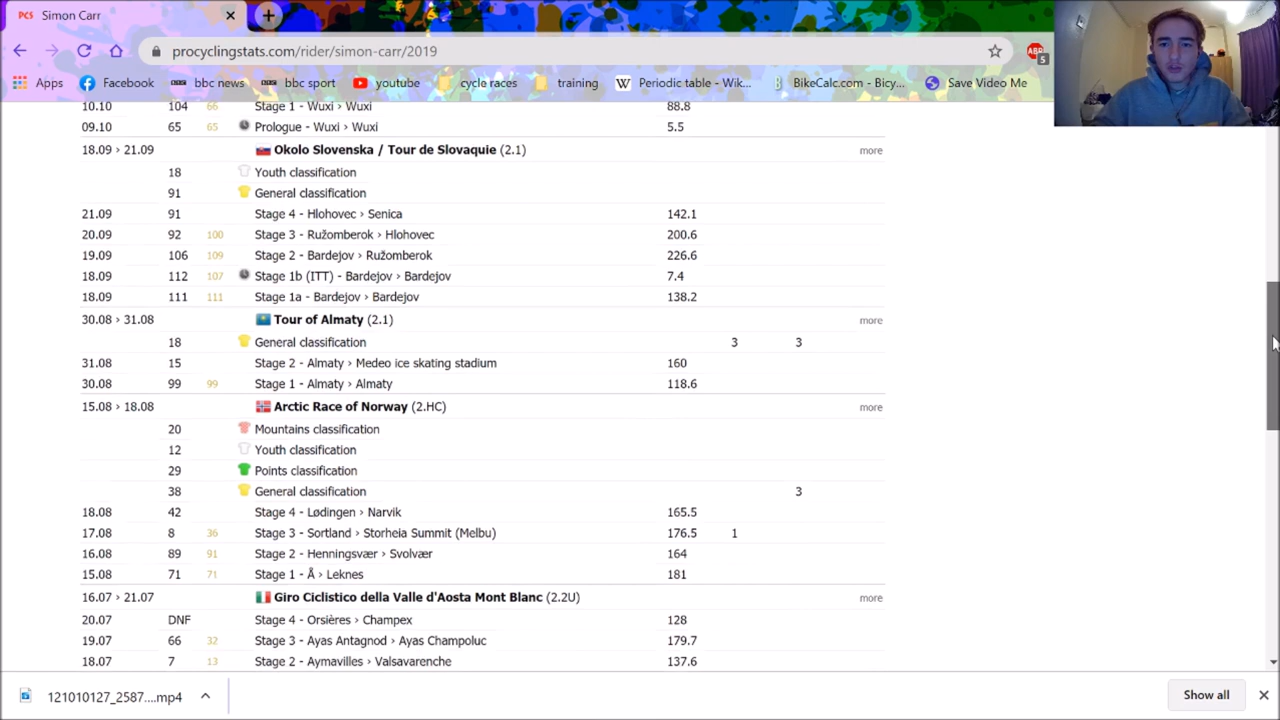 PCS Simon Carr
procyclingstats.com/rider/simon-carr/2019
ABP 5
Apps Facebook BBC bbc news BBC bbc sport youtube cycle races training W Periodic table - Wik... BikeCalc.com - Bicy... Save Video Me
10.10 104 66 Stage 1 - Wuxi › Wuxi 88.8
09.10 65 65 Prologue - Wuxi › Wuxi 5.5
18.09 › 21.09 Okolo Slovenska / Tour de Slovaquie (2.1) more
18 Youth classification
91 General classification
21.09 91 Stage 4 - Hlohovec › Senica 142.1
20.09 92 100 Stage 3 - Ružomberok › Hlohovec 200.6
19.09 106 109 Stage 2 - Bardejov › Ružomberok 226.6
18.09 112 107 Stage 1b (ITT) - Bardejov › Bardejov 7.4
18.09 111 111 Stage 1a - Bardejov › Bardejov 138.2
30.08 › 31.08 Tour of Almaty (2.1) more
18 General classification 3 3
31.08 15 Stage 2 - Almaty › Medeo ice skating stadium 160
30.08 99 99 Stage 1 - Almaty › Almaty 118.6
15.08 › 18.08 Arctic Race of Norway (2.HC) more
20 Mountains classification
12 Youth classification
29 Points classification
38 General classification 3
18.08 42 Stage 4 - Lødingen › Narvik 165.5
17.08 8 36 Stage 3 - Sortland › Storheia Summit (Melbu) 176.5 1
16.08 89 91 Stage 2 - Henningsvær › Svolvær 164
15.08 71 71 Stage 1 - Å › Leknes 181
16.07 › 21.07 Giro Ciclistico della Valle d'Aosta Mont Blanc (2.2U) more
20.07 DNF Stage 4 - Orsières › Champex 128
19.07 66 32 Stage 3 - Ayas Antagnod › Ayas Champoluc 179.7
18.07 7 13 Stage 2 - Aymavilles › Valsavarenche 137.6
121010127_2587....mp4 Show all